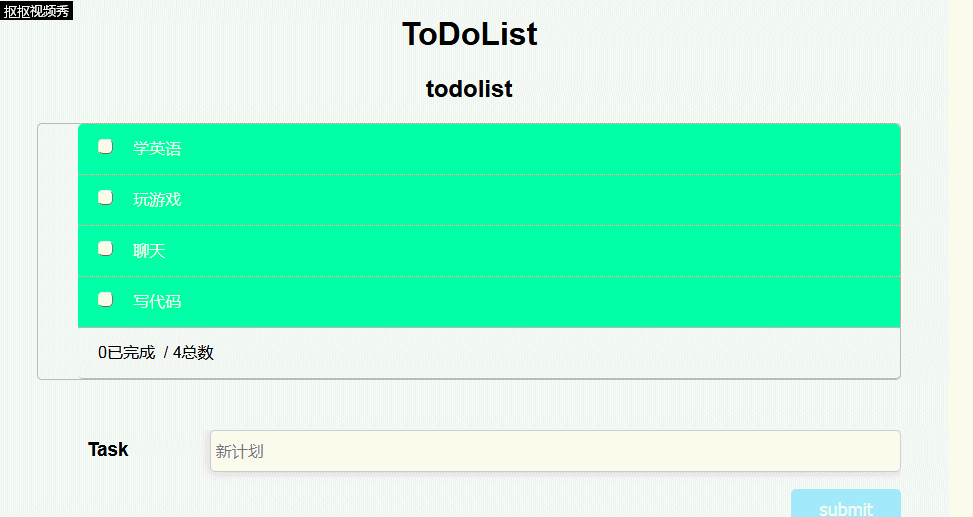 抠抠视频秀
ToDoList
todolist
学英语
玩游戏
聊天
写代码
0已完成 / 4总数
Task
新计划
submit